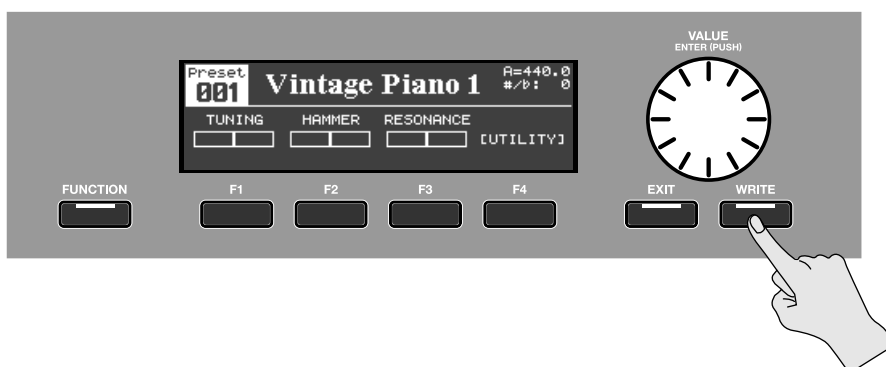 VALUE
ENTER (PUSH)
Preset
001
Vintage Piano 1
A=440.0
#/♭: 0
TUNING HAMMER RESONANCE
[UTILITY]
FUNCTION F1 F2 F3 F4 EXIT WRITE